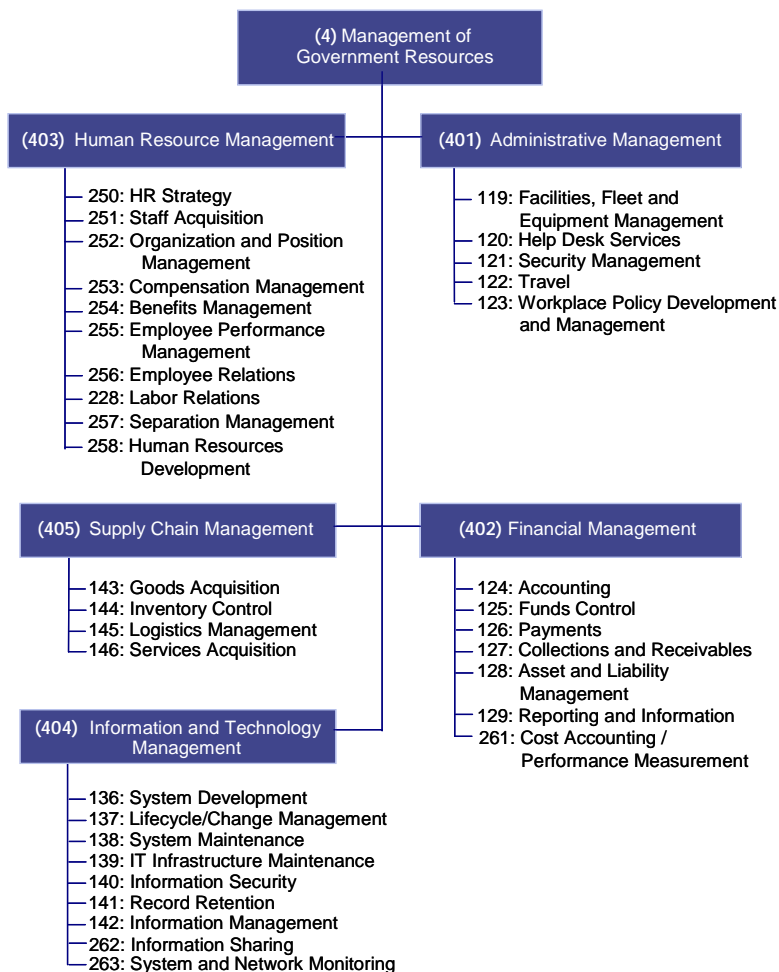 (4) Management of
Government Resources
(403) Human Resource Management
250: HR Strategy
251: Staff Acquisition
252: Organization and Position
Management
253: Compensation Management
254: Benefits Management
255: Employee Performance
Management
256: Employee Relations
228: Labor Relations
257: Separation Management
258: Human Resources
Development
(401) Administrative Management
119: Facilities, Fleet and
Equipment Management
120: Help Desk Services
121: Security Management
122: Travel
123: Workplace Policy Development
and Management
(405) Supply Chain Management
143: Goods Acquisition
144: Inventory Control
145: Logistics Management
146: Services Acquisition
(402) Financial Management
124: Accounting
125: Funds Control
126: Payments
127: Collections and Receivables
128: Asset and Liability
Management
129: Reporting and Information
261: Cost Accounting /
Performance Measurement
(404) Information and Technology
Management
136: System Development
137: Lifecycle/Change Management
138: System Maintenance
139: IT Infrastructure Maintenance
140: Information Security
141: Record Retention
142: Information Management
262: Information Sharing
263: System and Network Monitoring